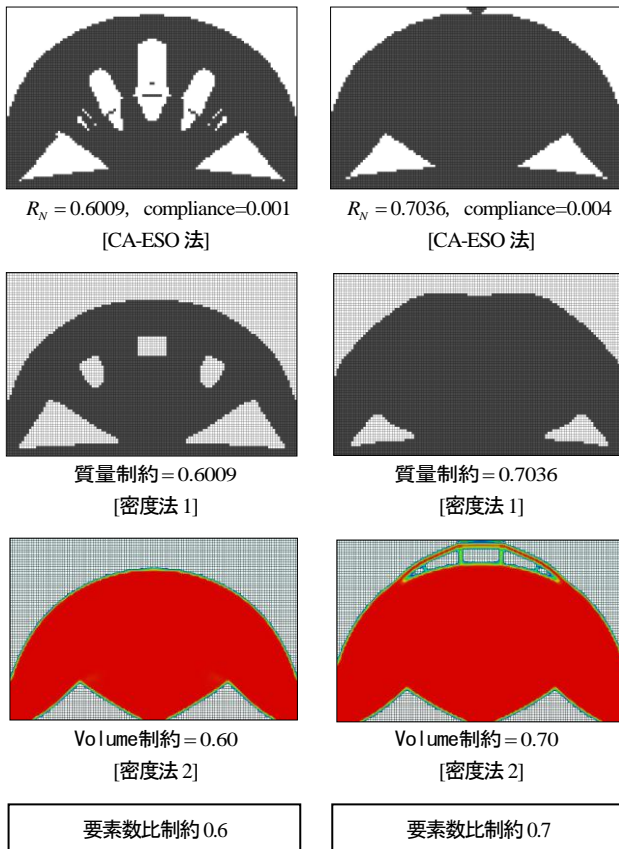 R_N = 0.6009, compliance=0.001
[CA-ESO 法]
R_N = 0.7036, compliance=0.004
[CA-ESO 法]
質量制約 = 0.6009
[密度法 1]
質量制約 = 0.7036
[密度法 1]
Volume制約 = 0.60
[密度法 2]
Volume制約 = 0.70
[密度法 2]
要素数比制約 0.6
要素数比制約 0.7